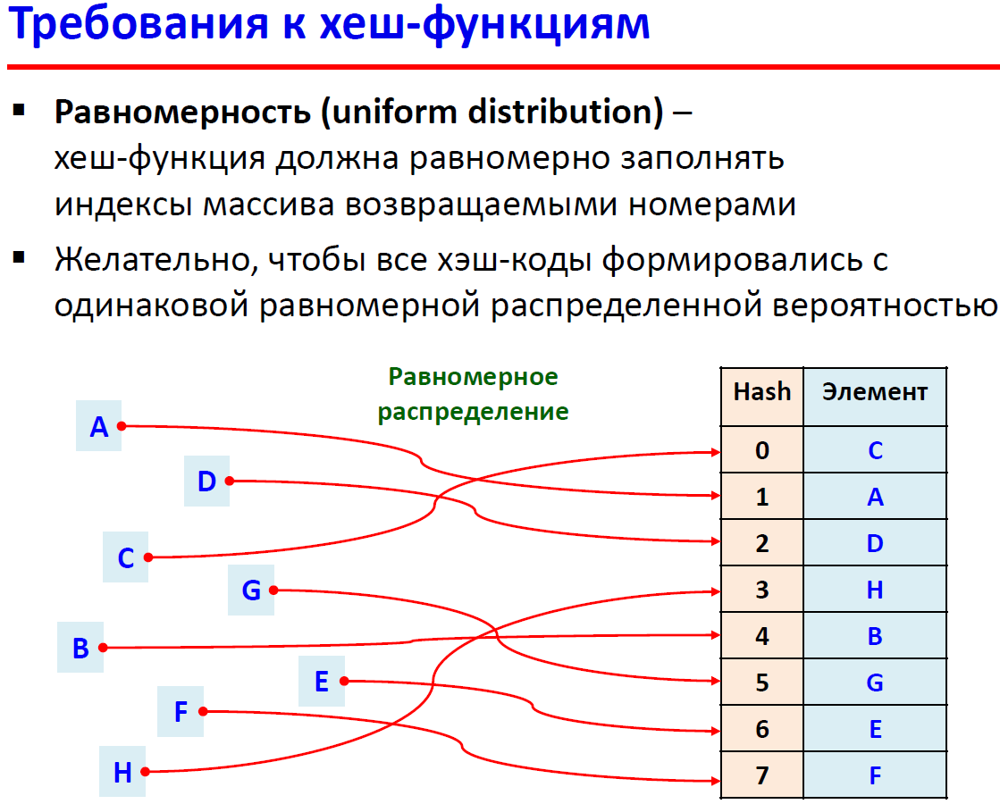 Требования к хеш-функциям
▪ Равномерность (uniform distribution) –
хеш-функция должна равномерно заполнять
индексы массива возвращаемыми номерами
▪ Желательно, чтобы все хэш-коды формировались с
одинаковой равномерной распределенной вероятностью
Равномерное
распределение
A
D
C
G
B
E
F
H
Hash Элемент
0 C
1 A
2 D
3 H
4 B
5 G
6 E
7 F